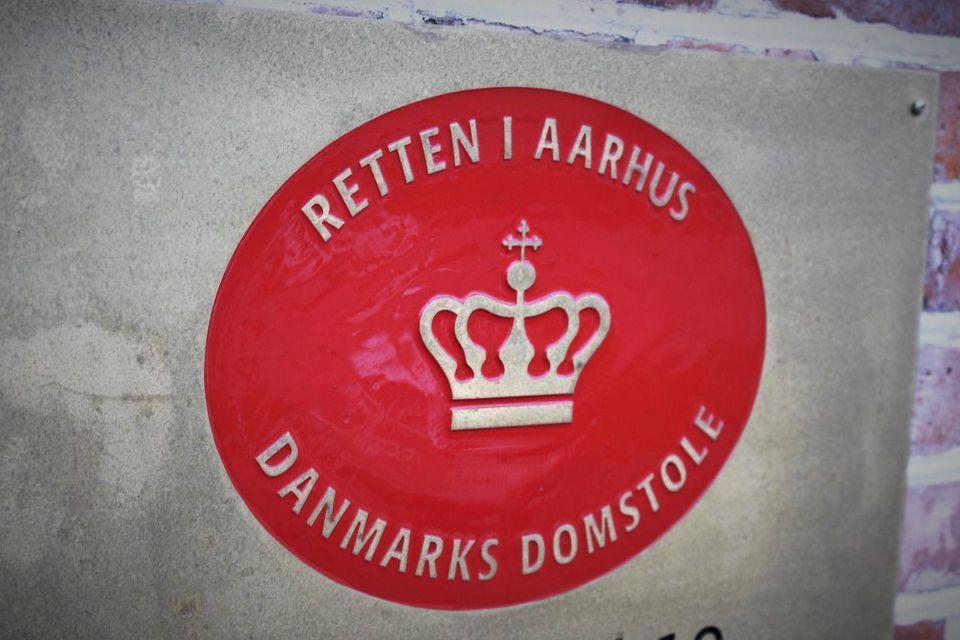 RETTEN I AARHUS
DANMARKS DOMSTOLE